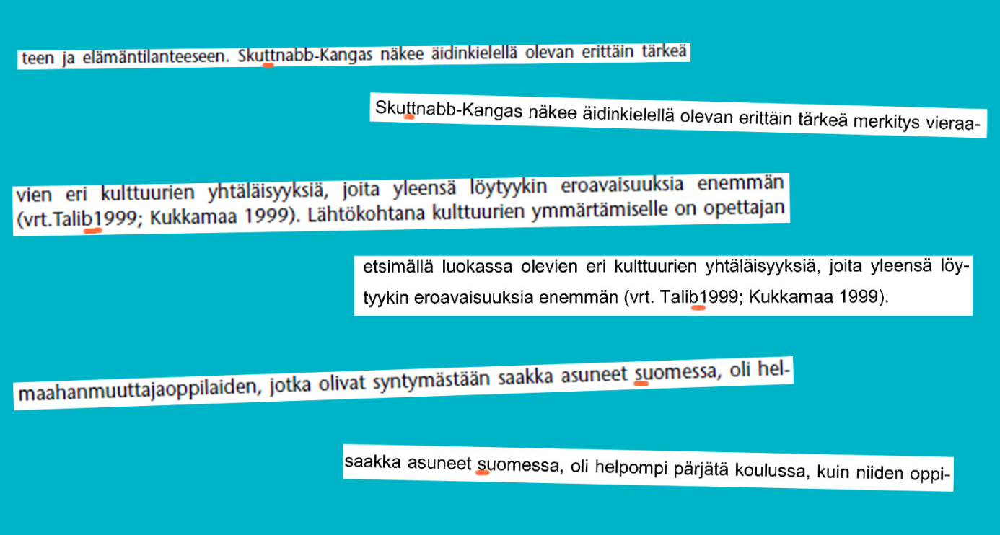 teen ja elämäntilanteeseen. Skuttnabb-Kangas näkee äidinkielellä olevan erittäin tärkeä
Skuttnabb-Kangas näkee äidinkielellä olevan erittäin tärkeä merkitys vieraa-
vien eri kulttuurien yhtäläisyyksiä, joita yleensä löytyykin eroavaisuuksia enemmän
(vrt.Talib1999; Kukkamaa 1999). Lähtökohtana kulttuurien ymmärtämiselle on opettajan
etsimällä luokassa olevien eri kulttuurien yhtäläisyyksiä, joita yleensä löy-
tyykin eroavaisuuksia enemmän (vrt. Talib1999; Kukkamaa 1999).
maahanmuuttajaoppilaiden, jotka olivat syntymästään saakka asuneet suomessa, oli hel-
saakka asuneet suomessa, oli helpompi pärjätä koulussa, kuin niiden oppi-